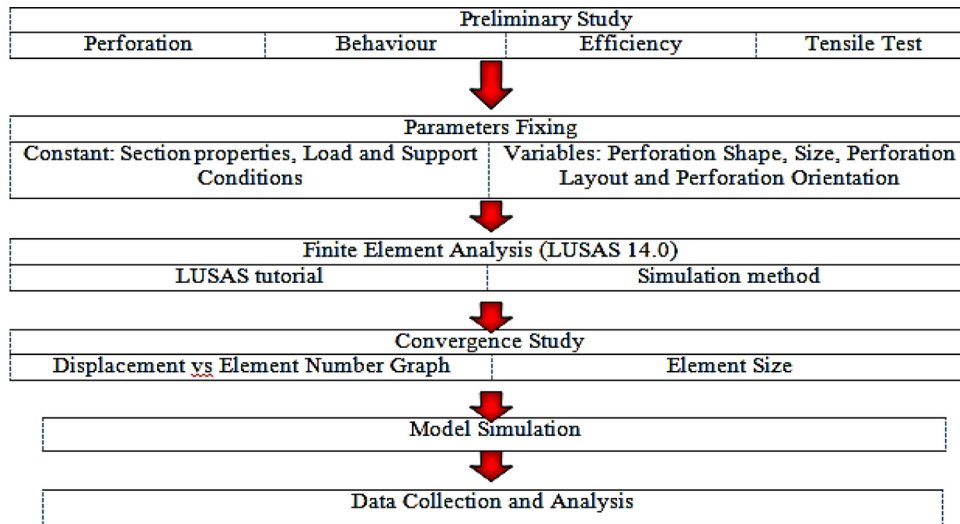 Preliminary Study
Perforation Behaviour Efficiency Tensile Test
Parameters Fixing
Constant: Section properties, Load and Support Conditions
Variables: Perforation Shape, Size, Perforation Layout and Perforation Orientation
Finite Element Analysis (LUSAS 14.0)
LUSAS tutorial Simulation method
Convergence Study
Displacement vs Element Number Graph Element Size
Model Simulation
Data Collection and Analysis